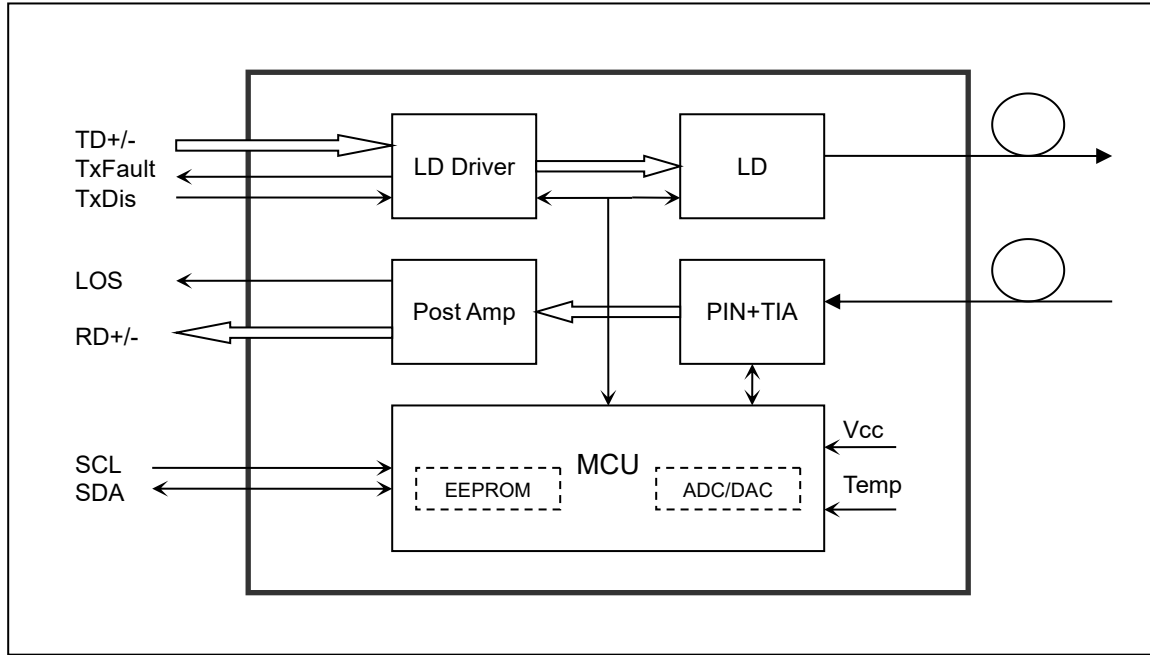 TD+/-
TxFault
TxDis
LD Driver
LD
LOS
RD+/-
Post Amp
PIN+TIA
SCL
SDA
MCU
EEPROM
ADC/DAC
Vcc
Temp